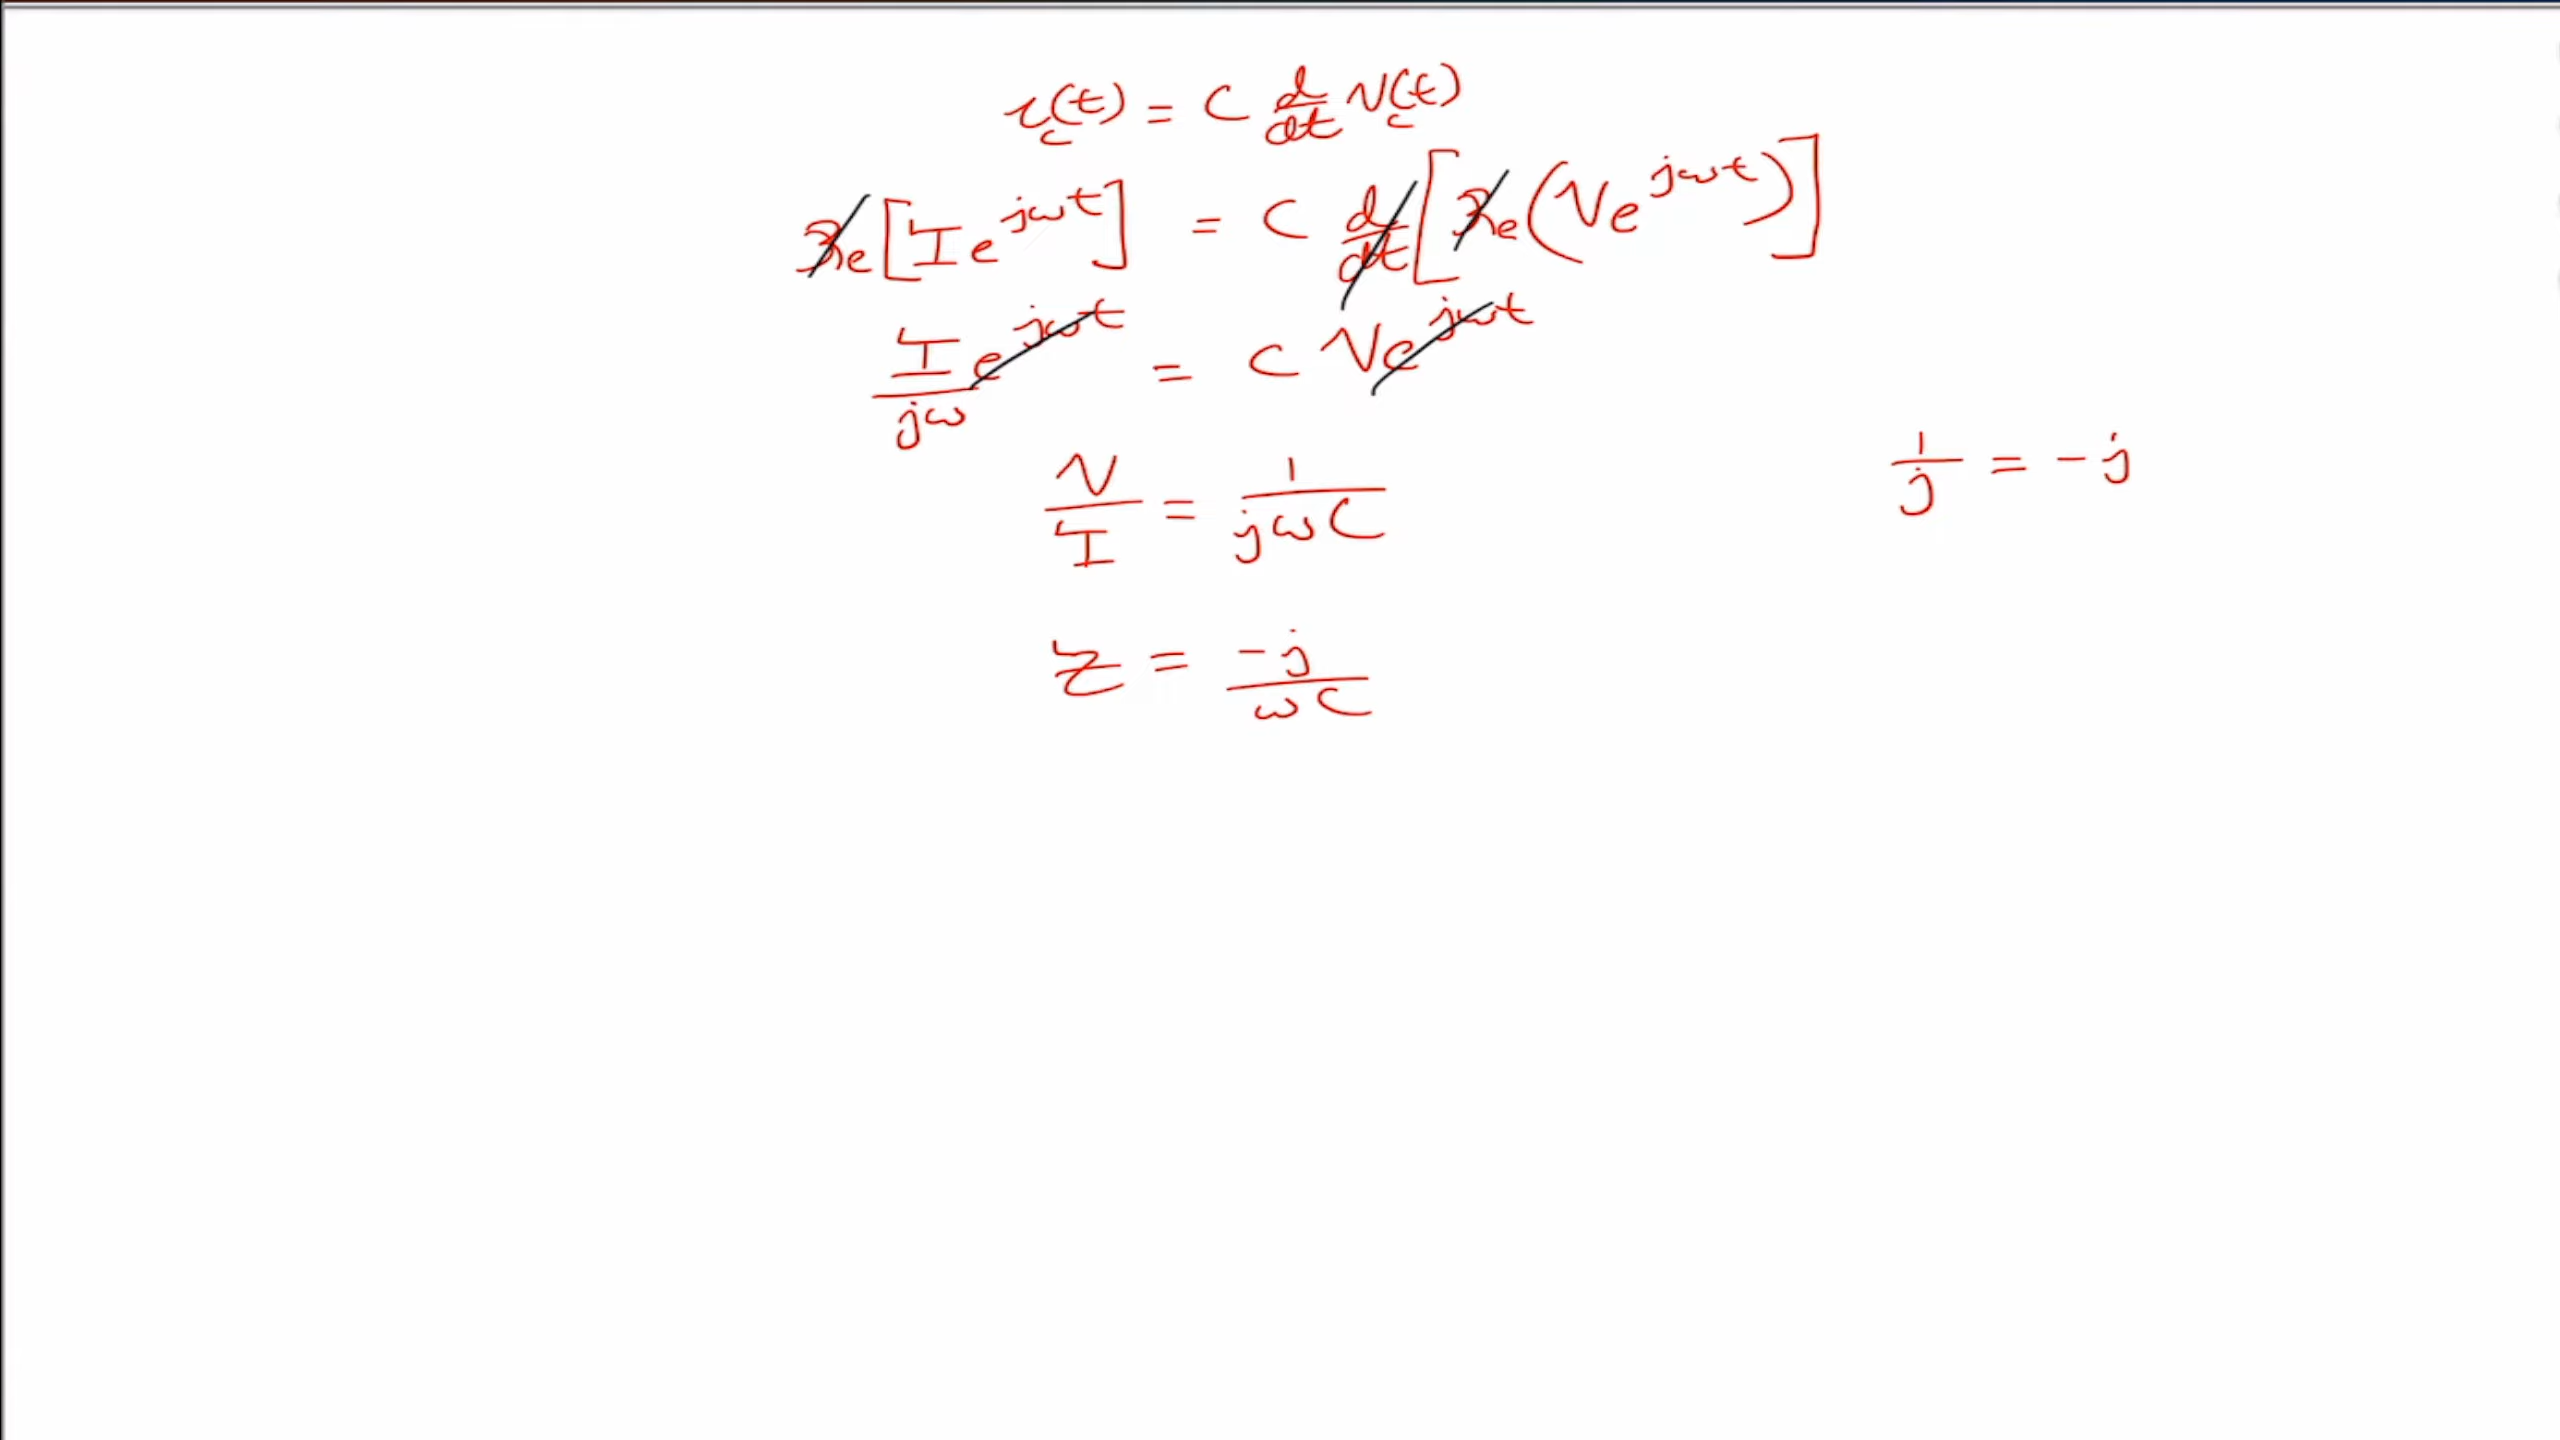 i_c(t) = C d/dt v_c(t)
Re[I e^{jωt}] = C d/dt [Re(V e^{jωt})]
I/jω e^{jωt} = C V e^{jωt}
V/I = 1/jωC
1/j = -j
Z = -j/ωC